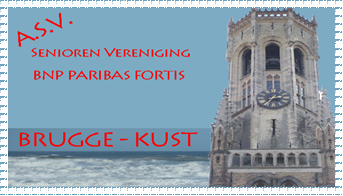 A.S.V.
Senioren Vereniging
BNP PARIBAS FORTIS
BRUGGE - KUST